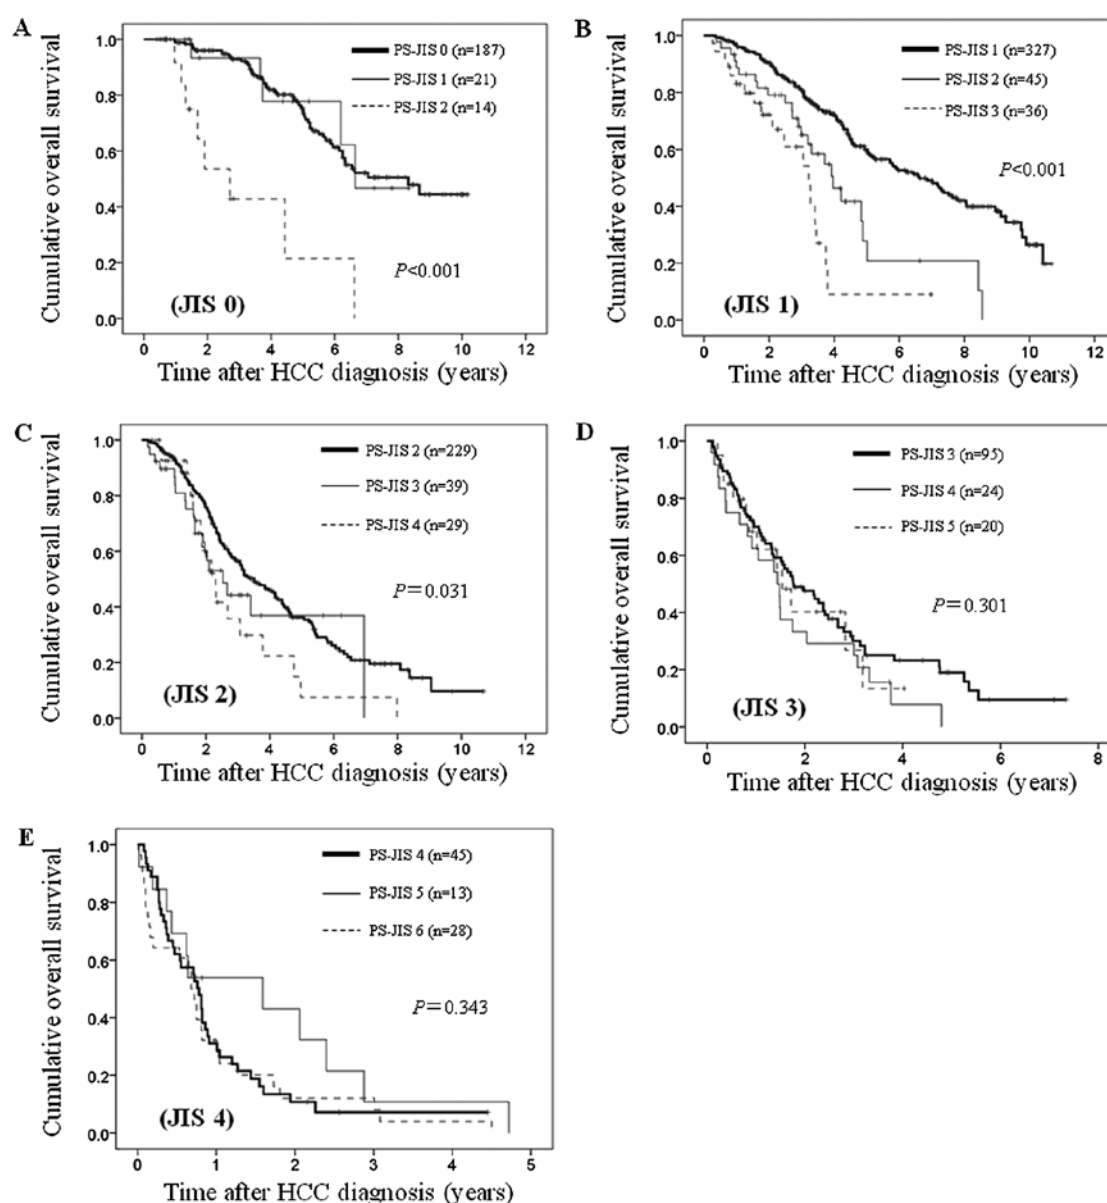 A
Cumulative overall survival
1.0
0.8
0.6
0.4
0.2
0.0
PS-JIS 0 (n=187)
PS-JIS 1 (n=21)
PS-JIS 2 (n=14)
P<0.001
(JIS 0)
0 2 4 6 8 10 12
Time after HCC diagnosis (years)
B
Cumulative overall survival
1.0
0.8
0.6
0.4
0.2
0.0
PS-JIS 1 (n=327)
PS-JIS 2 (n=45)
PS-JIS 3 (n=36)
P<0.001
(JIS 1)
0 2 4 6 8 10 12
Time after HCC diagnosis (years)
C
Cumulative overall survival
1.0
0.8
0.6
0.4
0.2
0.0
PS-JIS 2 (n=229)
PS-JIS 3 (n=39)
PS-JIS 4 (n=29)
P=0.031
(JIS 2)
0 2 4 6 8 10 12
Time after HCC diagnosis (years)
D
Cumulative overall survival
1.0
0.8
0.6
0.4
0.2
0.0
PS-JIS 3 (n=95)
PS-JIS 4 (n=24)
PS-JIS 5 (n=20)
P=0.301
(JIS 3)
0 2 4 6 8
Time after HCC diagnosis (years)
E
Cumulative overall survival
1.0
0.8
0.6
0.4
0.2
0.0
PS-JIS 4 (n=45)
PS-JIS 5 (n=13)
PS-JIS 6 (n=28)
P=0.343
(JIS 4)
0 1 2 3 4 5
Time after HCC diagnosis (years)